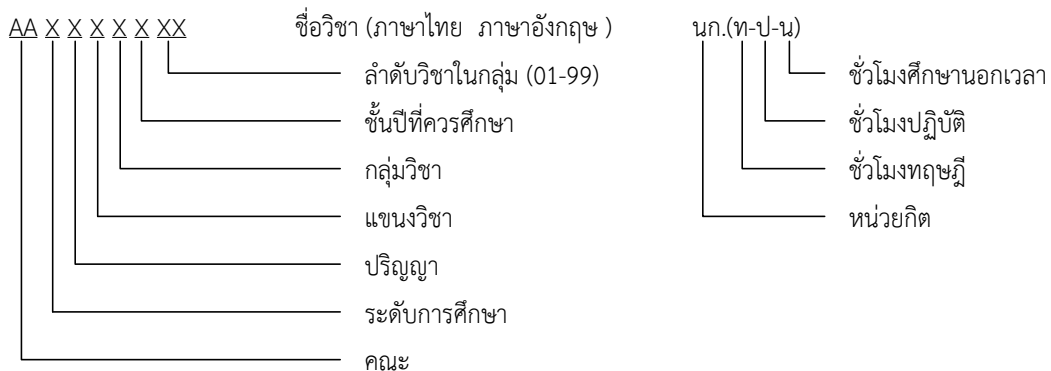 AA X X X X X XX ชื่อวิชา (ภาษาไทย ภาษาอังกฤษ ) นก.(ท-ป-น)
ลำดับวิชาในกลุ่ม (01-99) ชั่วโมงศึกษานอกเวลา
ชั้นปีที่ควรศึกษา ชั่วโมงปฏิบัติ
กลุ่มวิชา ชั่วโมงทฤษฎี
แขนงวิชา หน่วยกิต
ปริญญา
ระดับการศึกษา
คณะ